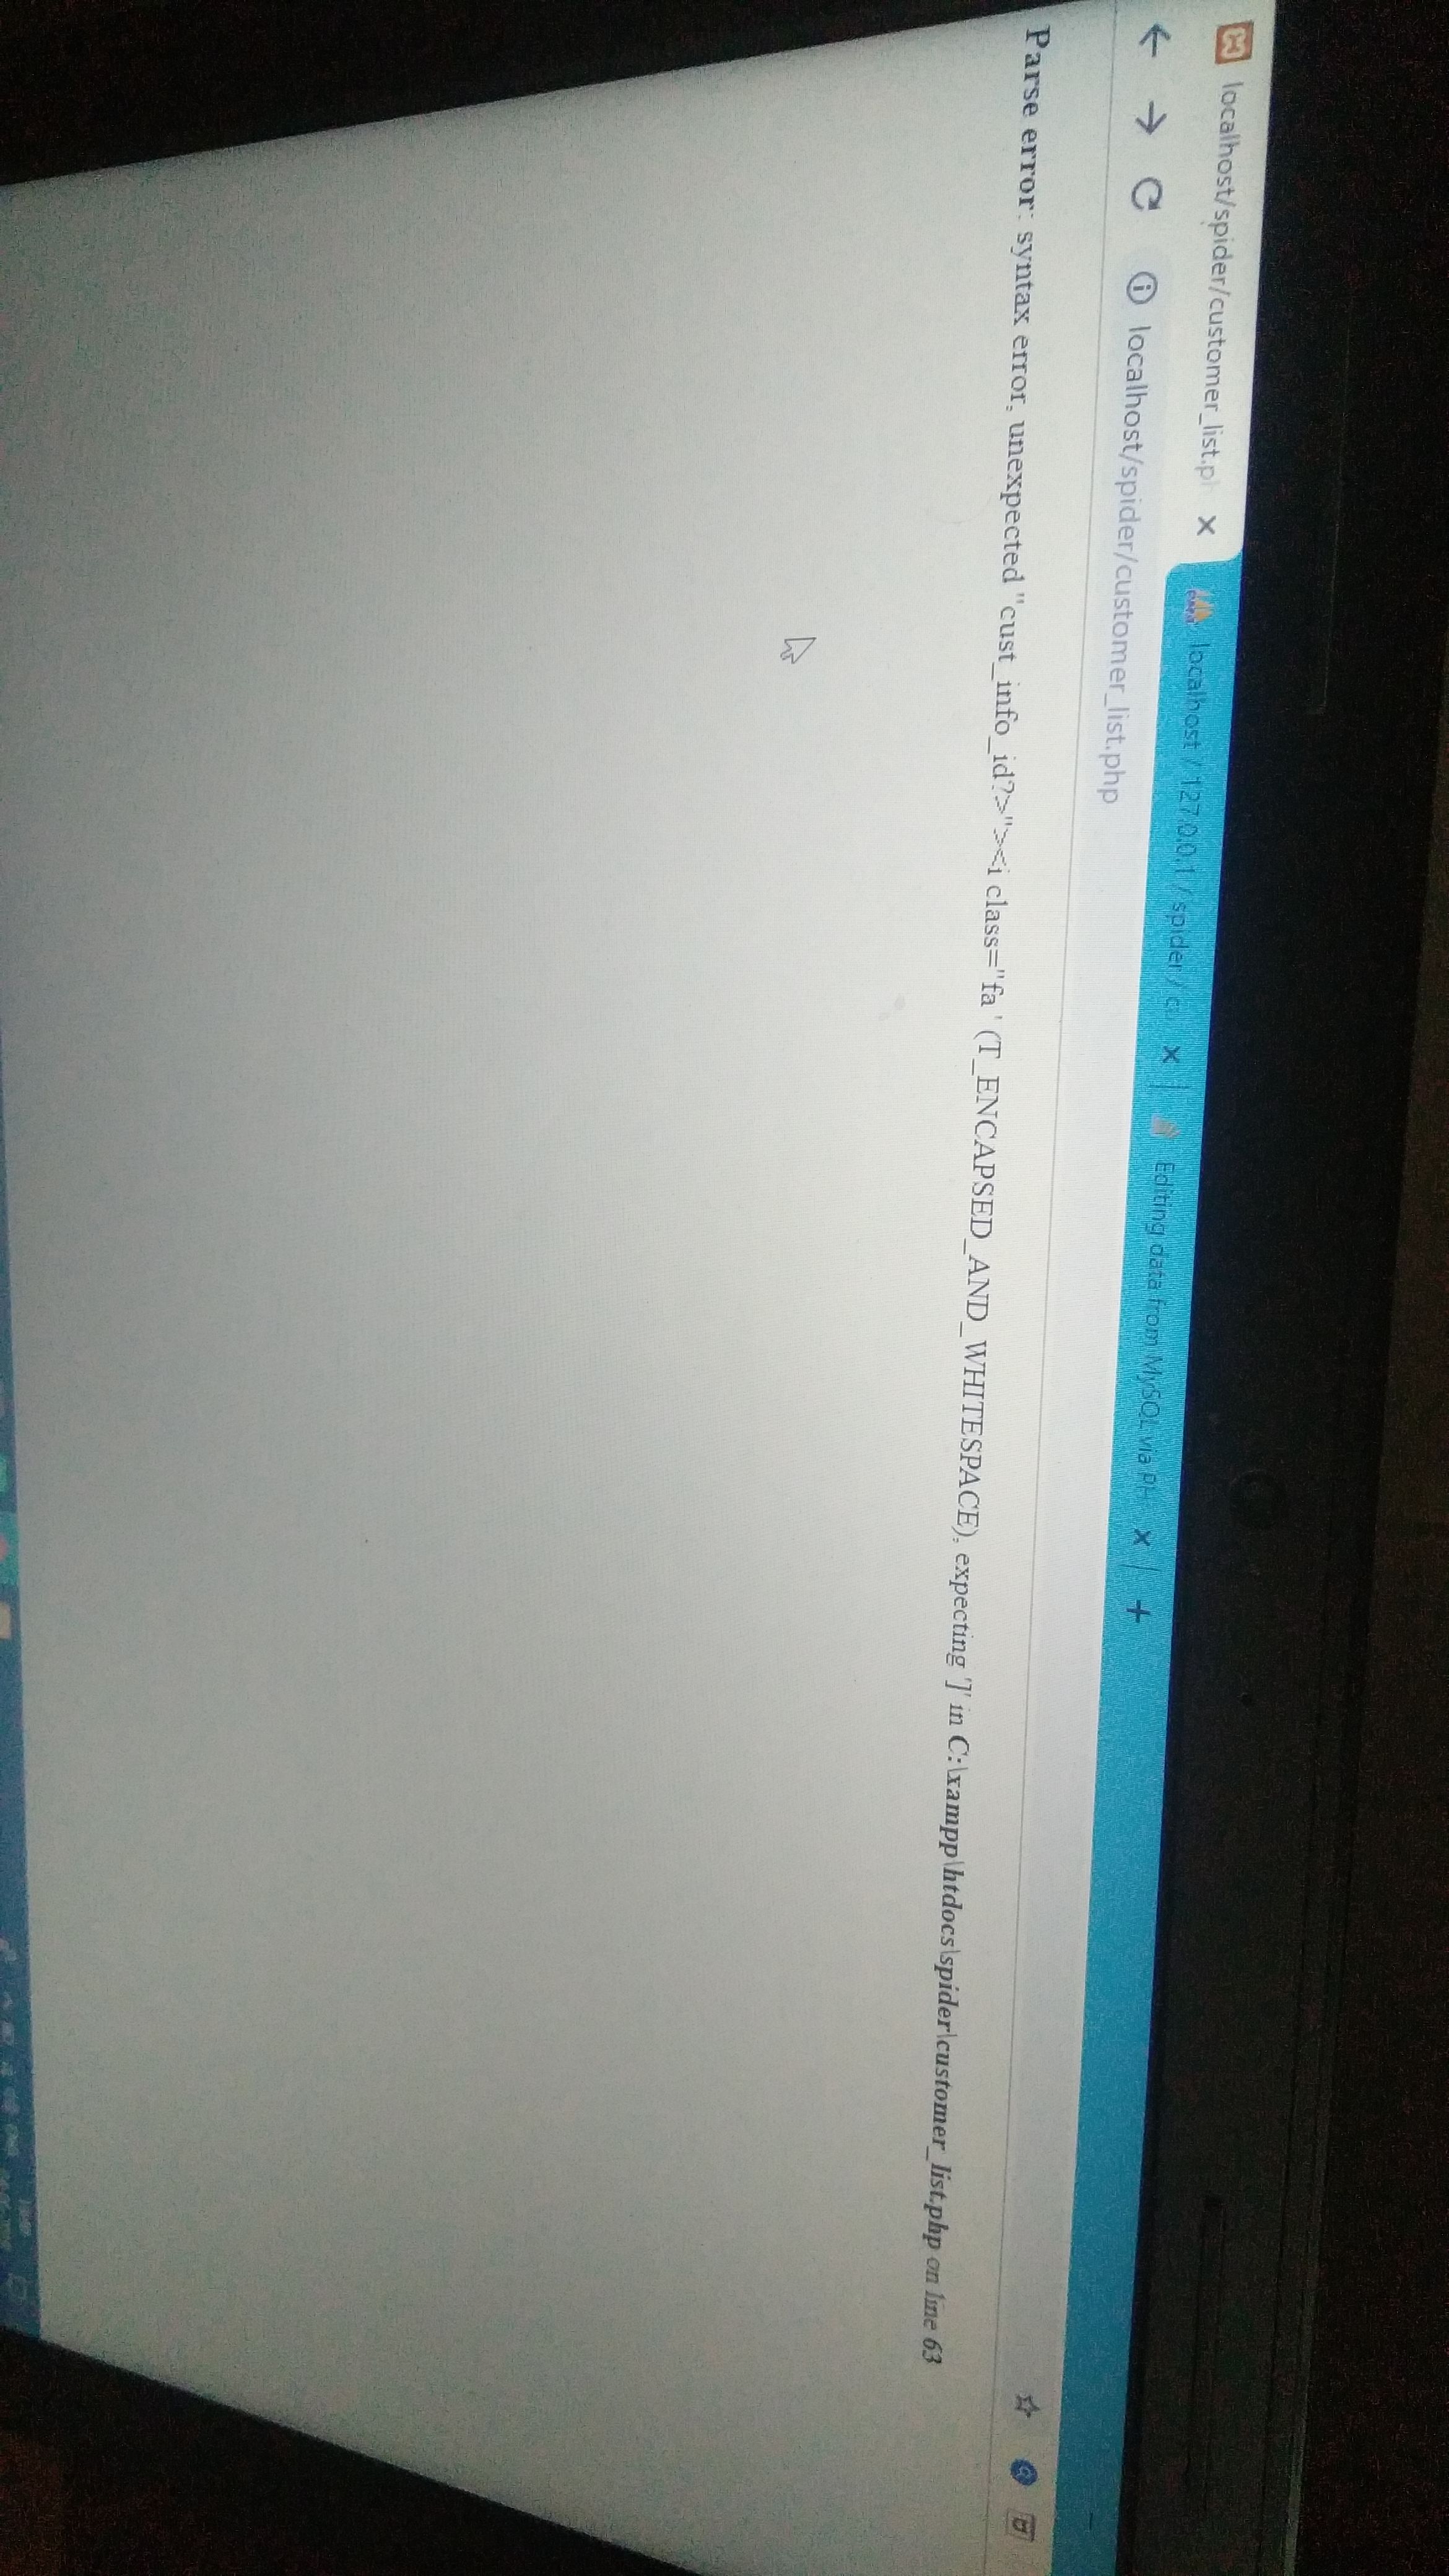 localhost/spider/customer_list.ph
localhost / 127.0.0.1 / spider / cu
Editing data from MySQL via PH
localhost/spider/customer_list.php
Parse error: syntax error, unexpected ''cust_info_id?>"><i class="fa ' (T_ENCAPSED_AND_WHITESPACE), expecting ']' in C:\xampp\htdocs\spider\customer_list.php on line 63